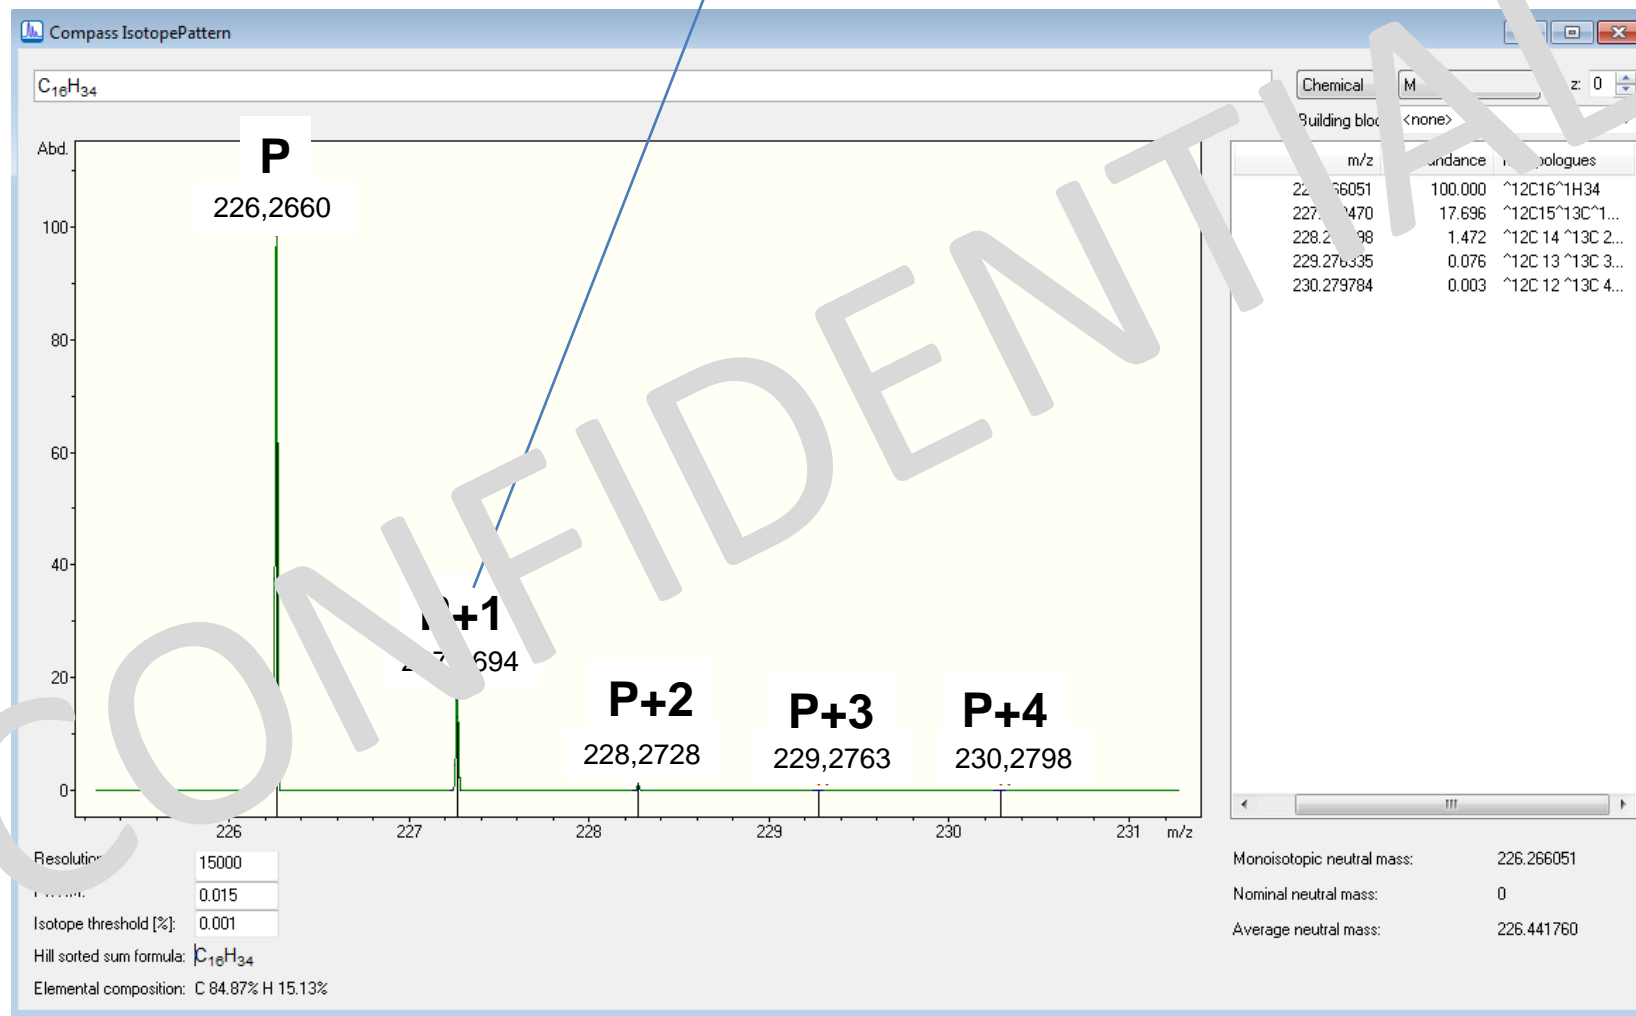 Compass IsotopePattern
C16H34
Chemical M z: 0
<none>
Abd.
m/z
100.000 ^12C16^1H34
17.696 ^12C15^13C^1...
1.472 ^12C 14 ^13C 2...
0.076 ^12C 13 ^13C 3...
230.279784 0.003 ^12C 12 ^13C 4...
P
226,2660
100
80
60
40
20
0
P+2
228,2728
P+3
229,2763
P+4
230,2798
226 227 228 229 230 231 m/z
15000
0.015
Isotope threshold [%]: 0.001
Hill sorted sum formula: C16H34
Elemental composition: C 84.87% H 15.13%
Monoisotopic neutral mass: 226.266051
Nominal neutral mass: 0
Average neutral mass: 226.441760
CONFIDENTIAL